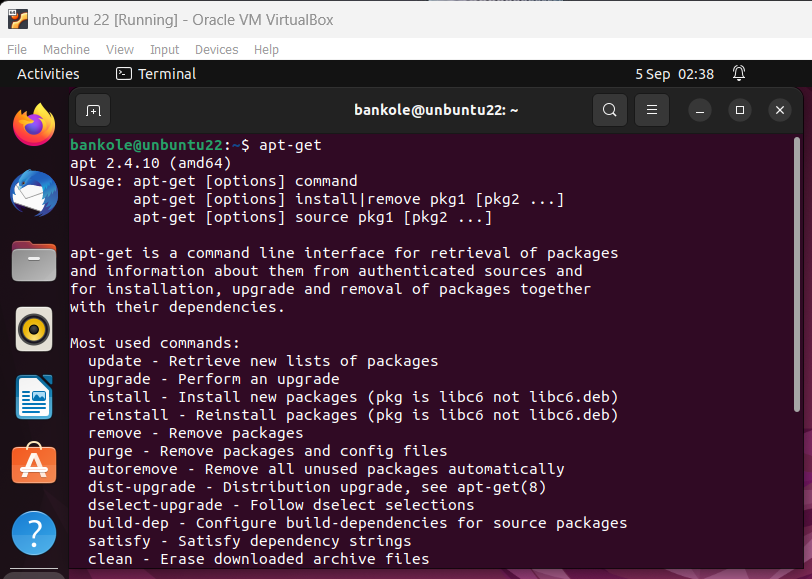 unbuntu 22 [Running] - Oracle VM VirtualBox
File Machine View Input Devices Help
Activities Terminal 5 Sep 02:38
bankole@unbuntu22: ~
bankole@unbuntu22:~$ apt-get
apt 2.4.10 (amd64)
Usage: apt-get [options] command
       apt-get [options] install|remove pkg1 [pkg2 ...]
       apt-get [options] source pkg1 [pkg2 ...]

apt-get is a command line interface for retrieval of packages
and information about them from authenticated sources and
for installation, upgrade and removal of packages together
with their dependencies.

Most used commands:
  update - Retrieve new lists of packages
  upgrade - Perform an upgrade
  install - Install new packages (pkg is libc6 not libc6.deb)
  reinstall - Reinstall packages (pkg is libc6 not libc6.deb)
  remove - Remove packages
  purge - Remove packages and config files
  autoremove - Remove all unused packages automatically
  dist-upgrade - Distribution upgrade, see apt-get(8)
  dselect-upgrade - Follow dselect selections
  build-dep - Configure build-dependencies for source packages
  satisfy - Satisfy dependency strings
  clean - Erase downloaded archive files